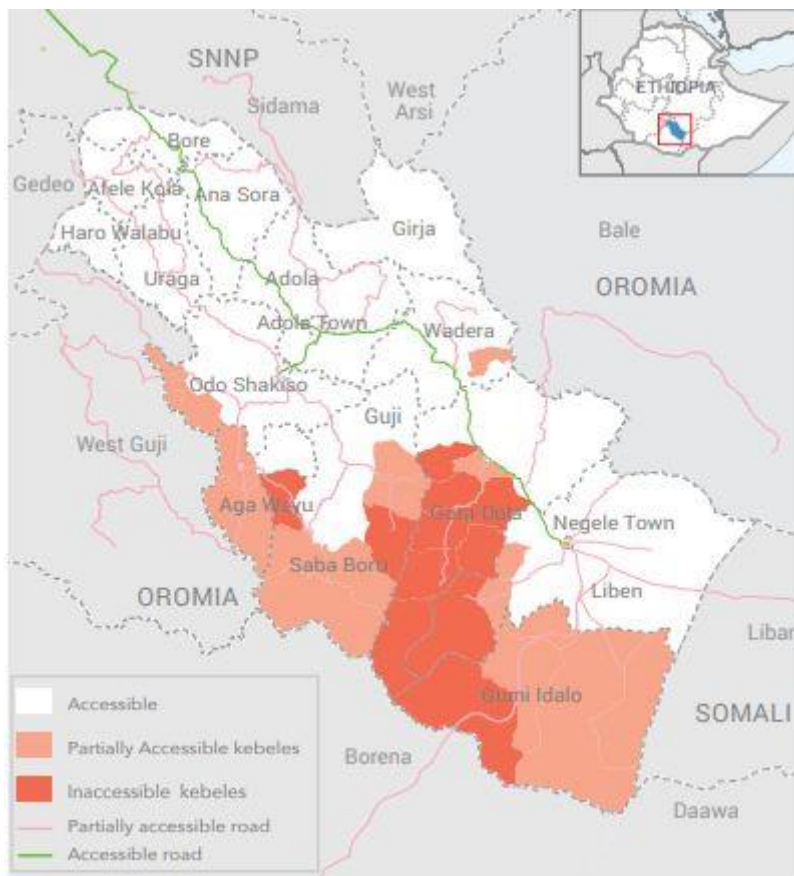 SNNP
West
Arsi
ETHIOPIA
Sidama
Bore
Gedeo
Afele Kola
Ana Sora
Haro Walabu
Girja
Bale
Uraga
Adola
OROMIA
Adola Town
Wadera
Odo Shakiso
Guji
West Guji
Aga Wayu
Goro Dola
Negele Town
Saba Boru
OROMIA
Liben
Liban
Gumi Idalo
SOMALI
Borena
Daawa
Accessible
Partially Accessible kebeles
Inaccessible kebeles
Partially accessible road
Accessible road